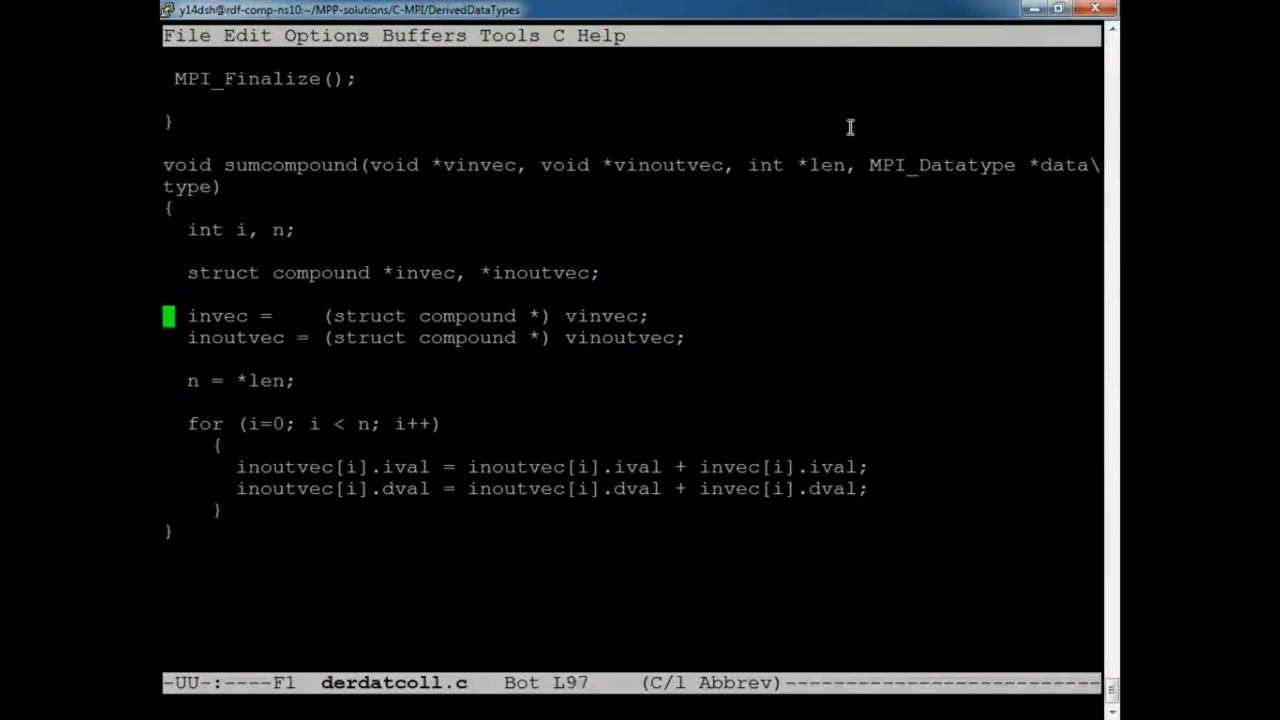 y14dsh@rdf-comp-ns10:~/MPP-solutions/C-MPI/DerivedDataTypes
File Edit Options Buffers Tools C Help
MPI_Finalize();
}
void sumcompound(void *vinvec, void *vinoutvec, int *len, MPI_Datatype *data\
type)
{
int i, n;
struct compound *invec, *inoutvec;
invec =    (struct compound *) vinvec;
inoutvec = (struct compound *) vinoutvec;
n = *len;
for (i=0; i < n; i++)
{
inoutvec[i].ival = inoutvec[i].ival + invec[i].ival;
inoutvec[i].dval = inoutvec[i].dval + invec[i].dval;
}
}
-UU-:----F1  derdatcoll.c   Bot L97    (C/l Abbrev)--------------------------